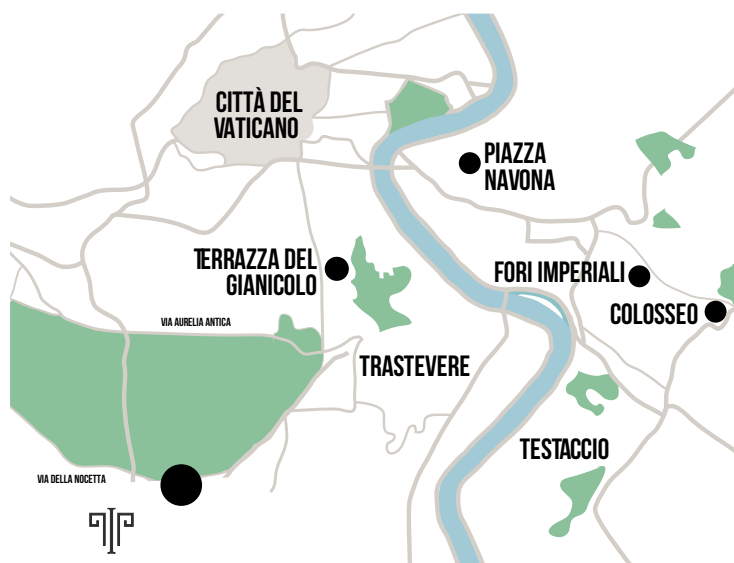 CITTÀ DEL
VATICANO
PIAZZA
NAVONA
TERRAZZA DEL
GIANICOLO
FORI IMPERIALI
COLOSSEO
VIA AURELIA ANTICA
TRASTEVERE
TESTACCIO
VIA DELLA NOCETTA